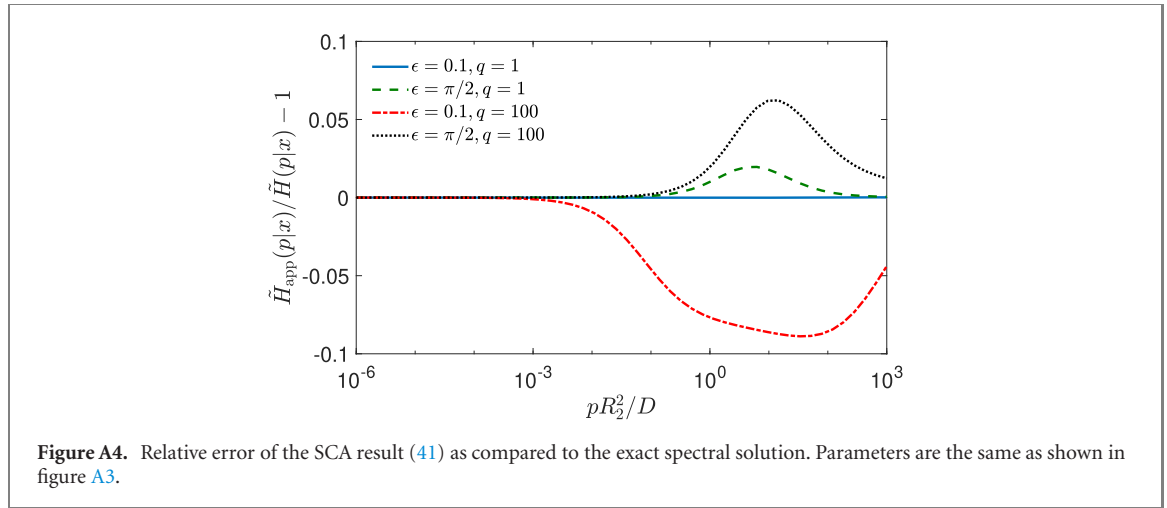 0.1
0.05
0
-0.05
-0.1
H̃app(p|x)/H̃(p|x) − 1
ϵ = 0.1, q = 1
ϵ = π/2, q = 1
ϵ = 0.1, q = 100
ϵ = π/2, q = 100
10^-6 10^-3 10^0 10^3
pR_2^2/D
Figure A4. Relative error of the SCA result (41) as compared to the exact spectral solution. Parameters are the same as shown in
figure A3.